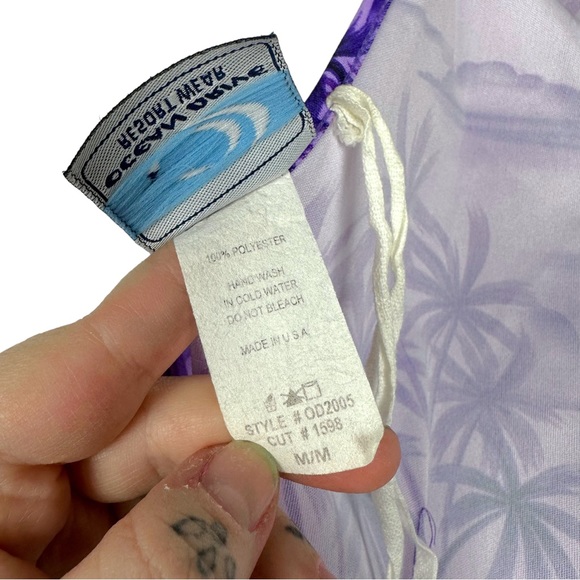 OCEAN DRIVE
RESORT WEAR
100% POLYESTER
HAND WASH
IN COLD WATER
DO NOT BLEACH
MADE IN U.S.A
STYLE # OD2005
CUT # 1598
M/M